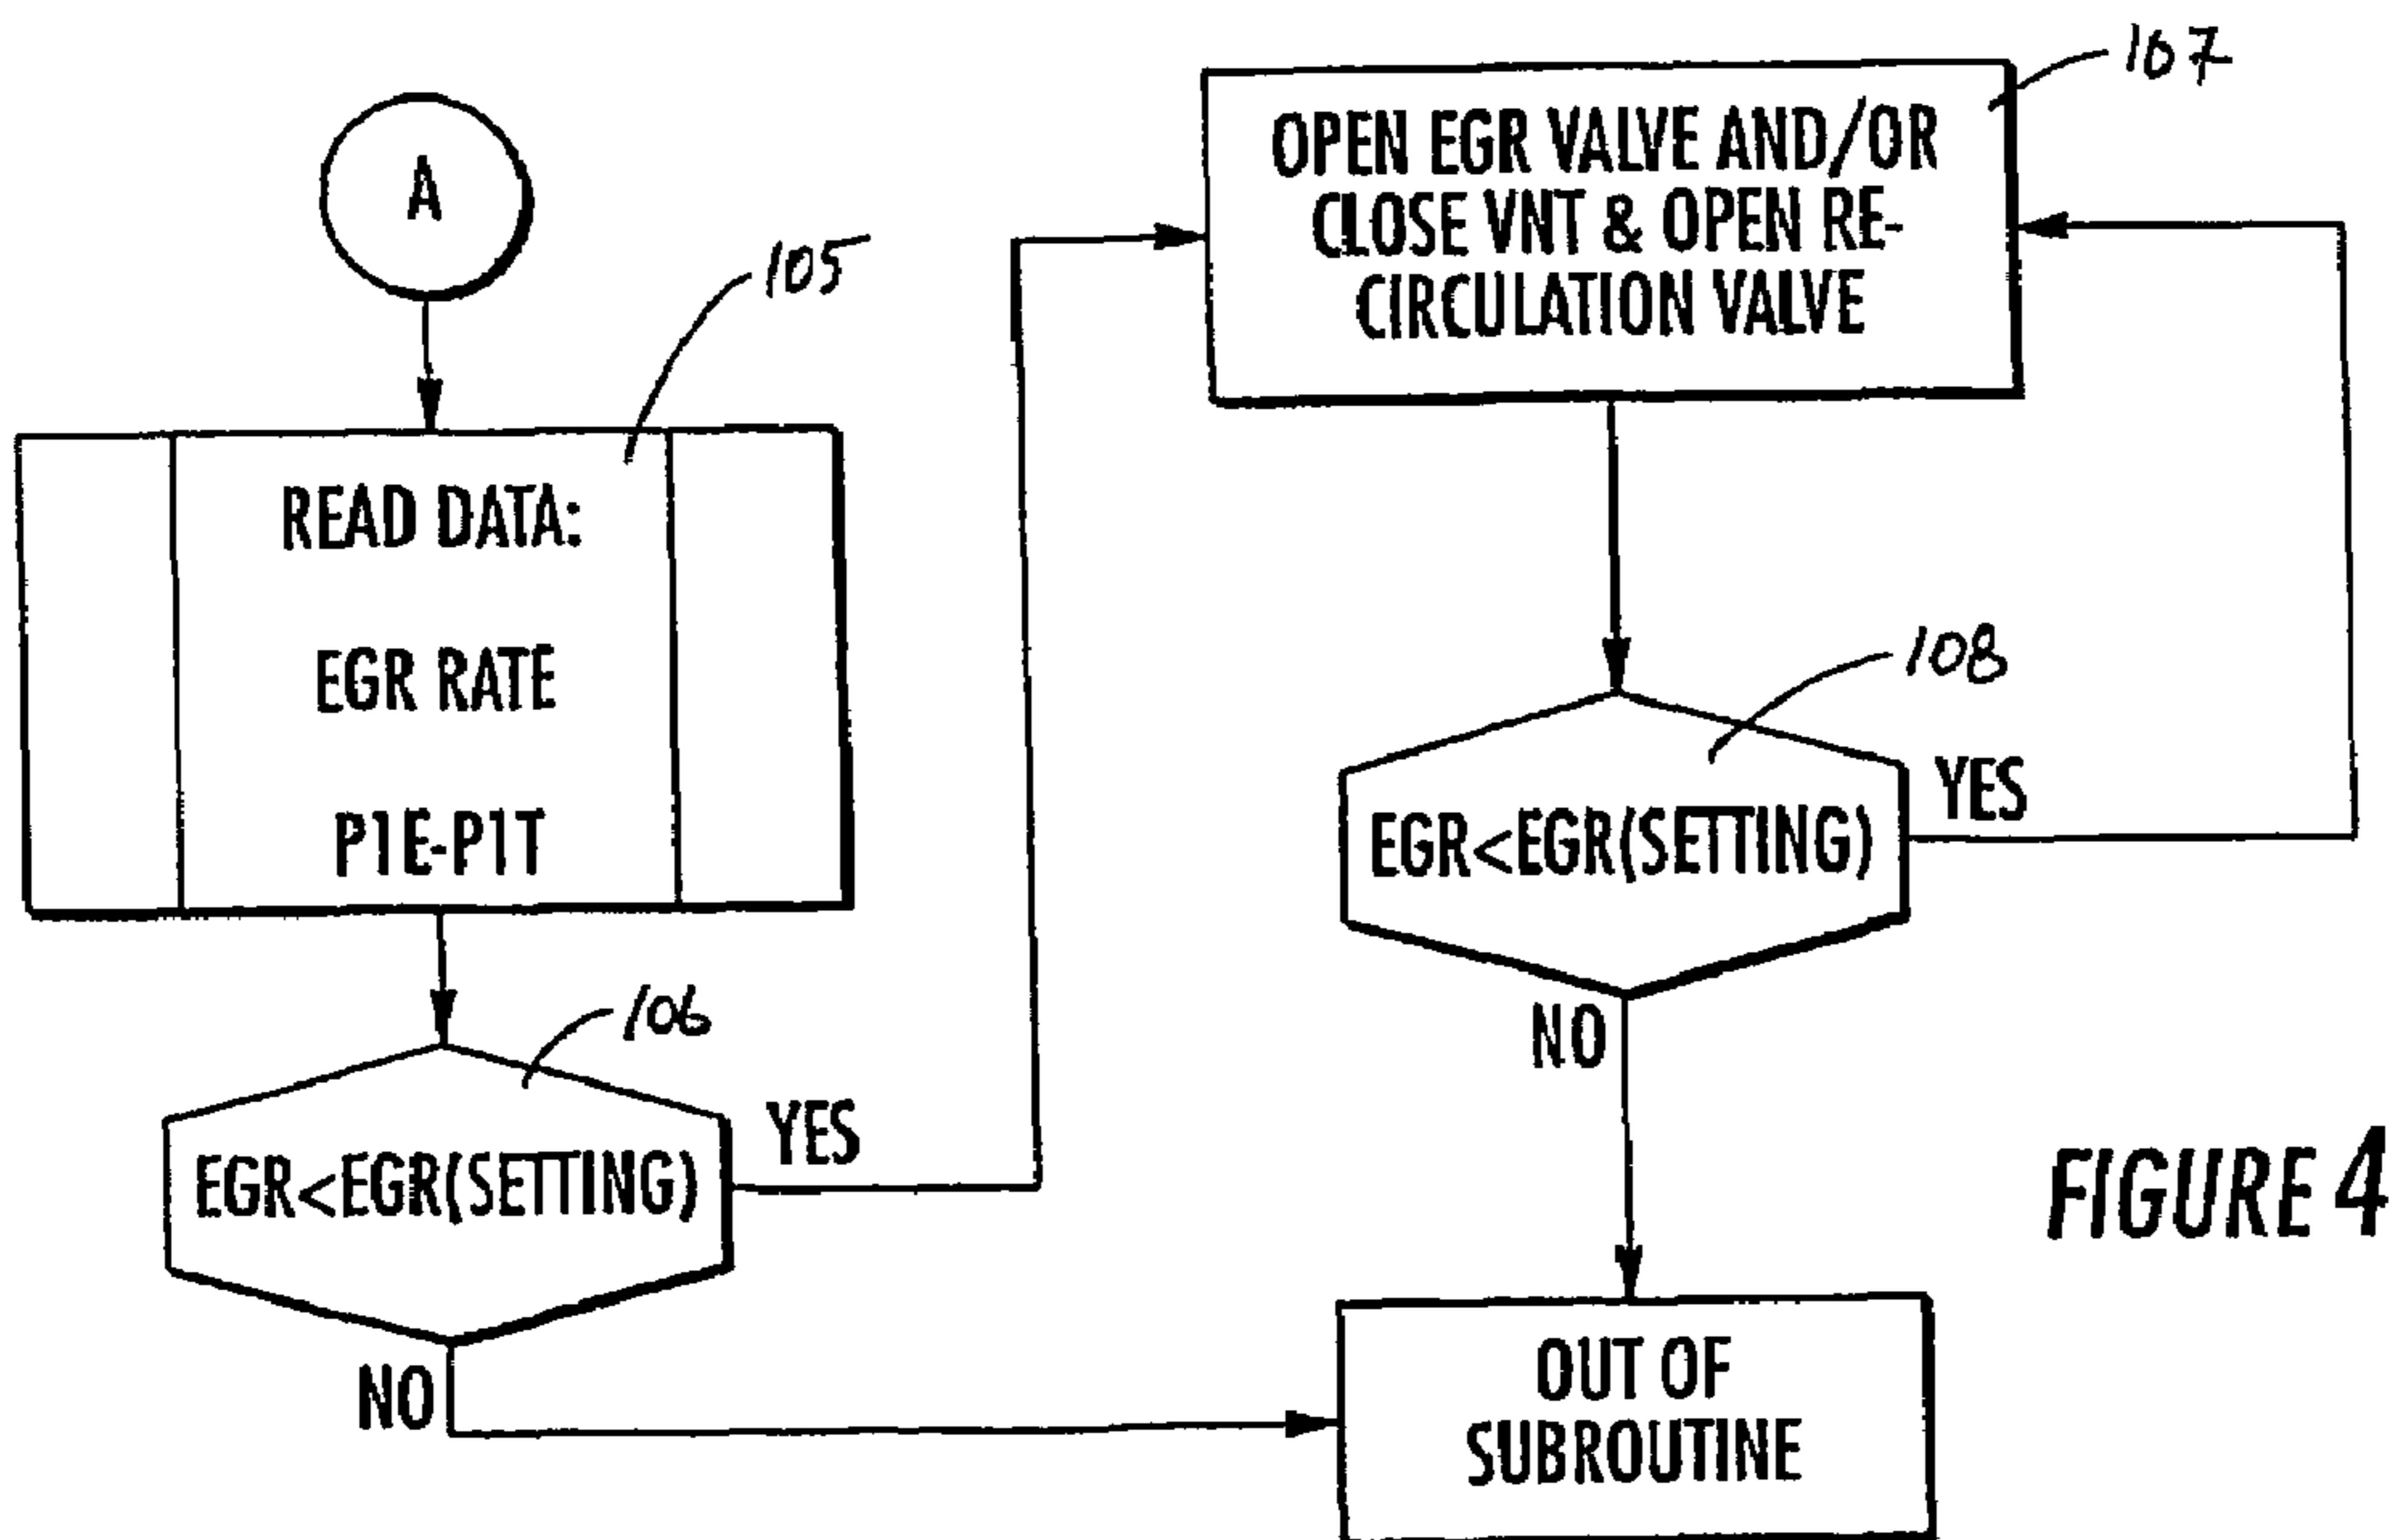 A
105
READ DATA:
EGR RATE
P1E-P1T
106
EGR<EGR(SETTING)
YES
NO
107
OPEN EGR VALVE AND/OR
CLOSE VNT & OPEN RE-
CIRCULATION VALVE
108
EGR<EGR(SETTING)
YES
NO
OUT OF
SUBROUTINE
FIGURE 4